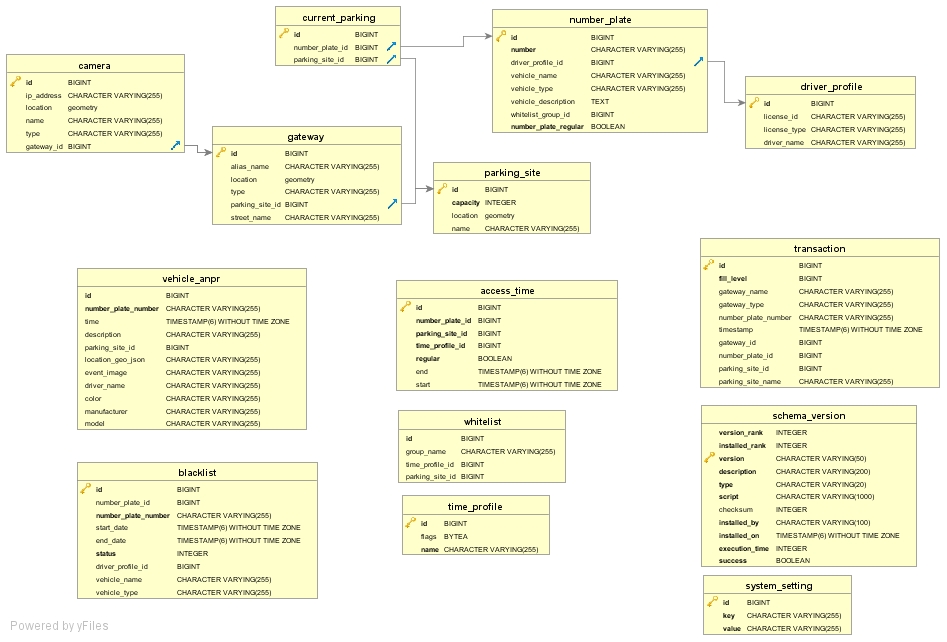 current_parking
id BIGINT
number_plate_id BIGINT
parking_site_id BIGINT
number_plate
id BIGINT
number CHARACTER VARYING(255)
driver_profile_id BIGINT
vehicle_name CHARACTER VARYING(255)
vehicle_type CHARACTER VARYING(255)
vehicle_description TEXT
whitelist_group_id BIGINT
number_plate_regular BOOLEAN
camera
id BIGINT
ip_address CHARACTER VARYING(255)
location geometry
name CHARACTER VARYING(255)
type CHARACTER VARYING(255)
gateway_id BIGINT
driver_profile
id BIGINT
license_id CHARACTER VARYING(255)
license_type CHARACTER VARYING(255)
driver_name CHARACTER VARYING(255)
gateway
id BIGINT
alias_name CHARACTER VARYING(255)
location geometry
type CHARACTER VARYING(255)
parking_site_id BIGINT
street_name CHARACTER VARYING(255)
parking_site
id BIGINT
capacity INTEGER
location geometry
name CHARACTER VARYING(255)
transaction
id BIGINT
fill_level BIGINT
gateway_name CHARACTER VARYING(255)
gateway_type CHARACTER VARYING(255)
number_plate_number CHARACTER VARYING(255)
timestamp TIMESTAMP(6) WITHOUT TIME ZONE
gateway_id BIGINT
number_plate_id BIGINT
parking_site_id BIGINT
parking_site_name CHARACTER VARYING(255)
vehicle_anpr
id BIGINT
number_plate_number CHARACTER VARYING(255)
time TIMESTAMP(6) WITHOUT TIME ZONE
description CHARACTER VARYING(255)
parking_site_id BIGINT
location_geo_json CHARACTER VARYING(255)
event_image CHARACTER VARYING(255)
driver_name CHARACTER VARYING(255)
color CHARACTER VARYING(255)
manufacturer CHARACTER VARYING(255)
model CHARACTER VARYING(255)
access_time
id BIGINT
number_plate_id BIGINT
parking_site_id BIGINT
time_profile_id BIGINT
regular BOOLEAN
end TIMESTAMP(6) WITHOUT TIME ZONE
start TIMESTAMP(6) WITHOUT TIME ZONE
whitelist
id BIGINT
group_name CHARACTER VARYING(255)
time_profile_id BIGINT
parking_site_id BIGINT
schema_version
version_rank INTEGER
installed_rank INTEGER
version CHARACTER VARYING(50)
description CHARACTER VARYING(200)
type CHARACTER VARYING(20)
script CHARACTER VARYING(1000)
checksum INTEGER
installed_by CHARACTER VARYING(100)
installed_on TIMESTAMP(6) WITHOUT TIME ZONE
execution_time INTEGER
success BOOLEAN
blacklist
id BIGINT
number_plate_id BIGINT
number_plate_number CHARACTER VARYING(255)
start_date TIMESTAMP(6) WITHOUT TIME ZONE
end_date TIMESTAMP(6) WITHOUT TIME ZONE
status INTEGER
driver_profile_id BIGINT
vehicle_name CHARACTER VARYING(255)
vehicle_type CHARACTER VARYING(255)
time_profile
id BIGINT
flags BYTEA
name CHARACTER VARYING(255)
system_setting
id BIGINT
key CHARACTER VARYING(255)
value CHARACTER VARYING(255)
Powered by yFiles